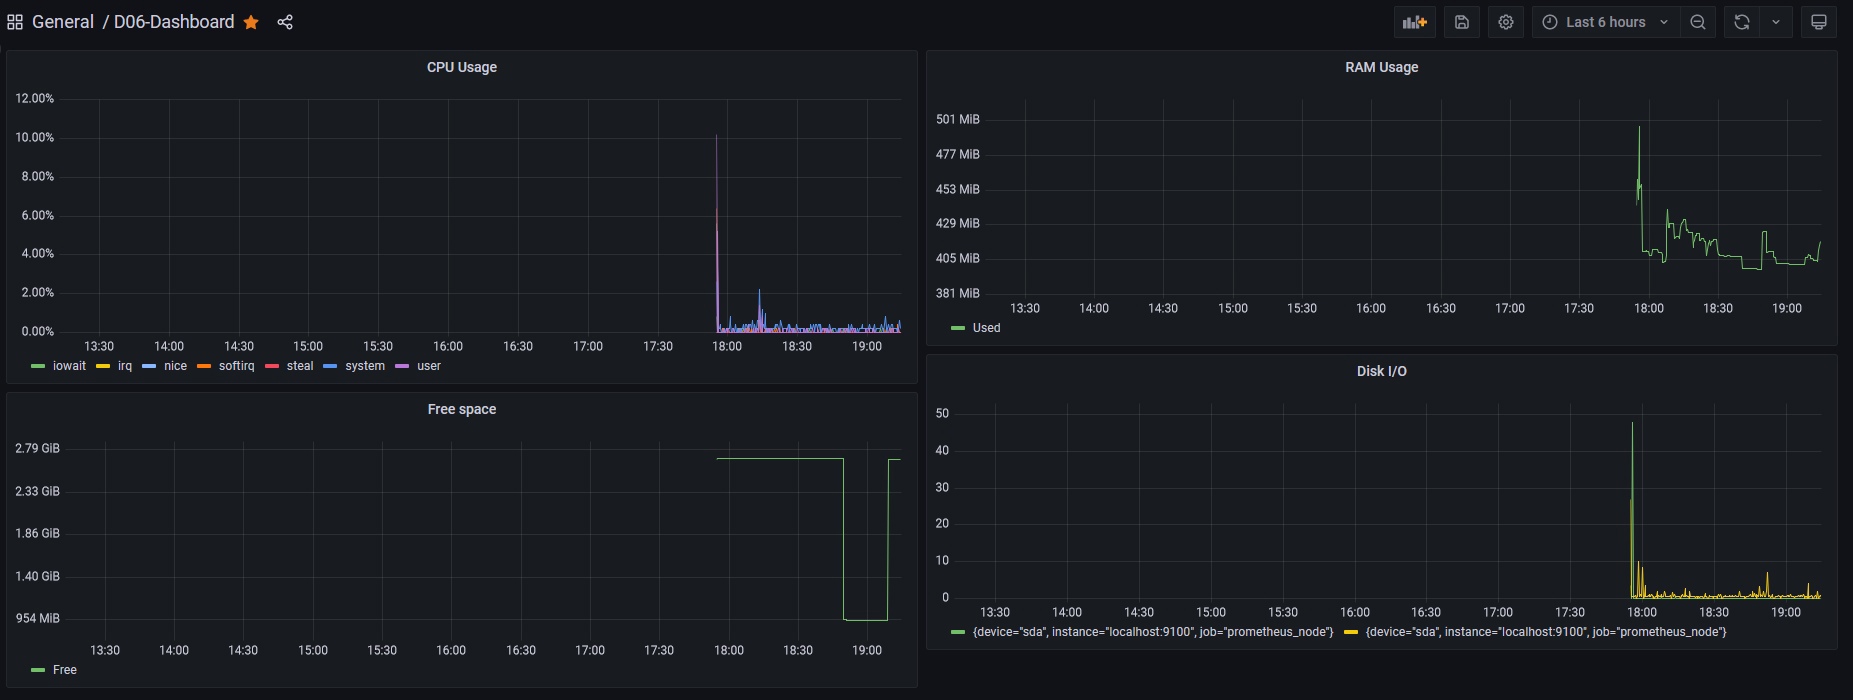 General / D06-Dashboard
Last 6 hours
CPU Usage
12.00%
10.00%
8.00%
6.00%
4.00%
2.00%
0.00%
13:30 14:00 14:30 15:00 15:30 16:00 16:30 17:00 17:30 18:00 18:30 19:00
iowait irq nice softirq steal system user
RAM Usage
501 MiB
477 MiB
453 MiB
429 MiB
405 MiB
381 MiB
13:30 14:00 14:30 15:00 15:30 16:00 16:30 17:00 17:30 18:00 18:30 19:00
Used
Free space
2.79 GiB
2.33 GiB
1.86 GiB
1.40 GiB
954 MiB
13:30 14:00 14:30 15:00 15:30 16:00 16:30 17:00 17:30 18:00 18:30 19:00
Free
Disk I/O
50
40
30
20
10
0
13:30 14:00 14:30 15:00 15:30 16:00 16:30 17:00 17:30 18:00 18:30 19:00
{device="sda", instance="localhost:9100", job="prometheus_node"} {device="sda", instance="localhost:9100", job="prometheus_node"}